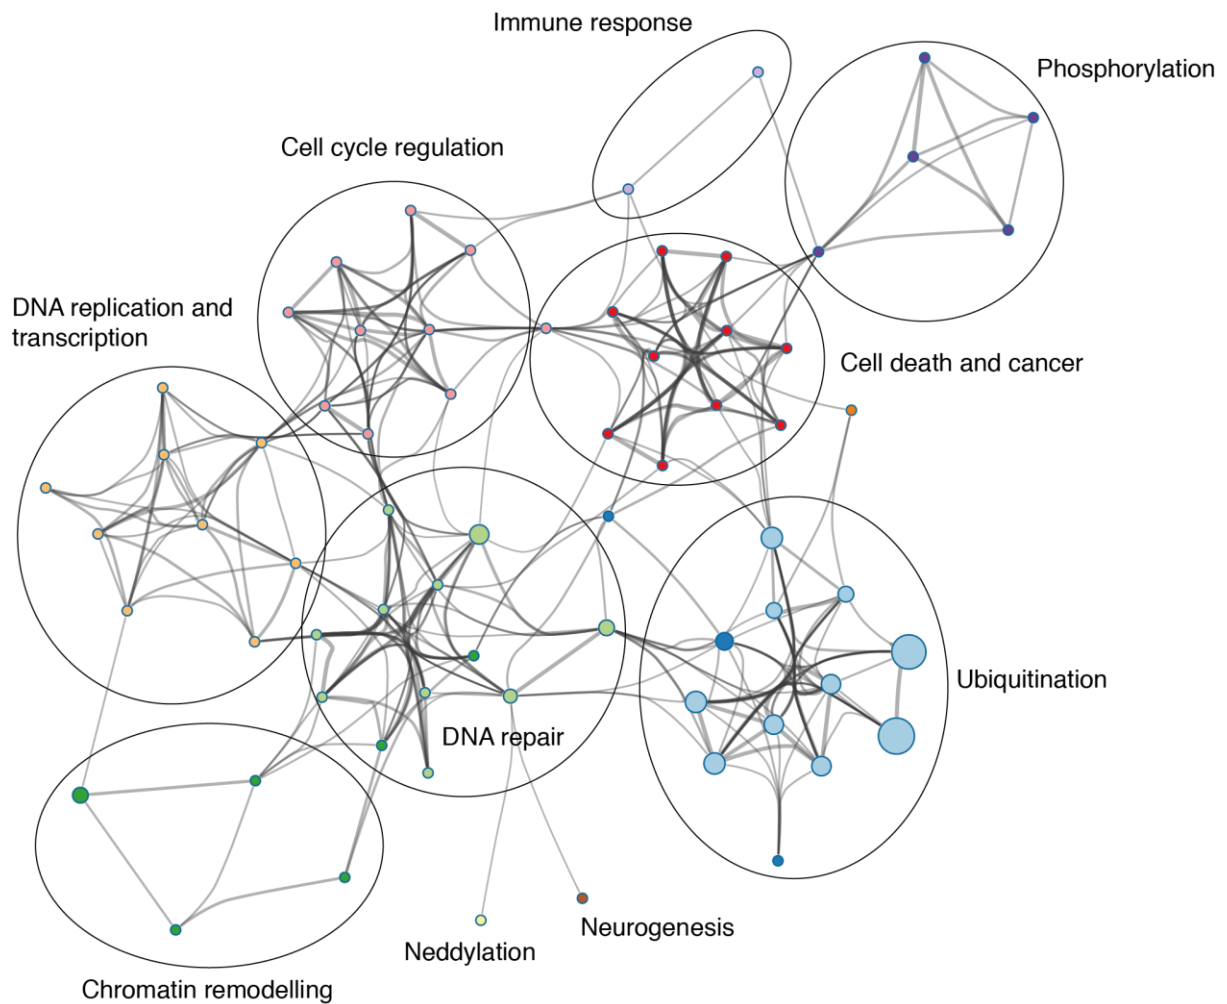 Immune response
Phosphorylation
Cell cycle regulation
DNA replication and
transcription
Cell death and cancer
Ubiquitination
DNA repair
Neurogenesis
Neddylation
Chromatin remodelling